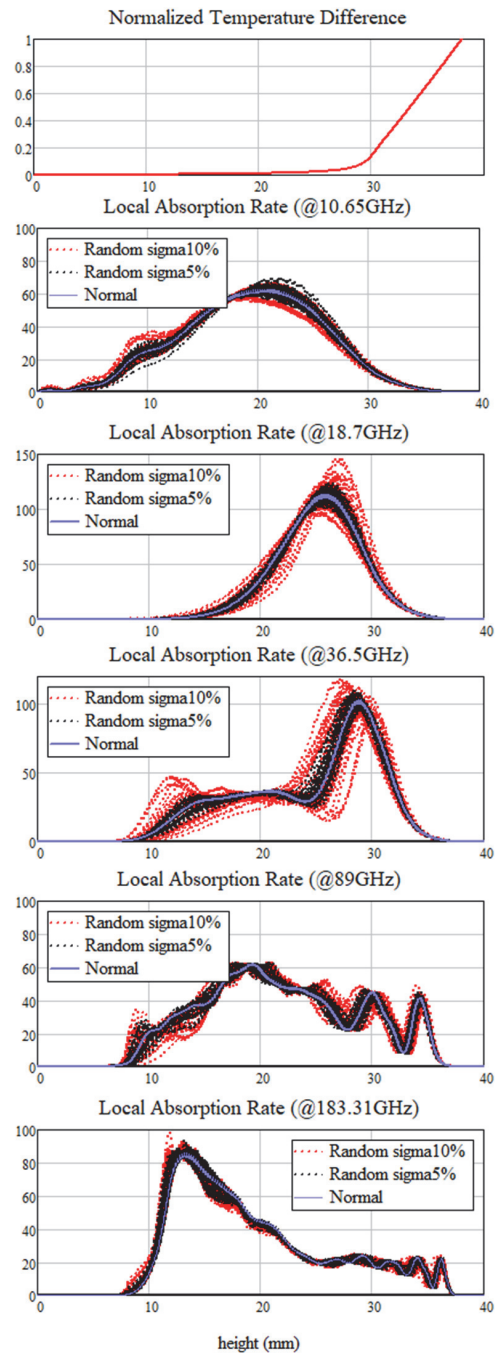 Normalized Temperature Difference
1
0.8
0.6
0.4
0.2
0
0 10 20 30
Local Absorption Rate (@10.65GHz)
100
80
60
40
20
0
Random sigma10%
Random sigma5%
Normal
0 10 20 30 40
Local Absorption Rate (@18.7GHz)
150
100
50
0
Random sigma10%
Random sigma5%
Normal
0 10 20 30 40
Local Absorption Rate (@36.5GHz)
100
50
0
Random sigma10%
Random sigma5%
Normal
0 10 20 30 40
Local Absorption Rate (@89GHz)
100
80
60
40
20
0
Random sigma10%
Random sigma5%
Normal
0 10 20 30 40
Local Absorption Rate (@183.31GHz)
100
80
60
40
20
0
Random sigma10%
Random sigma5%
Normal
0 10 20 30 40
height (mm)